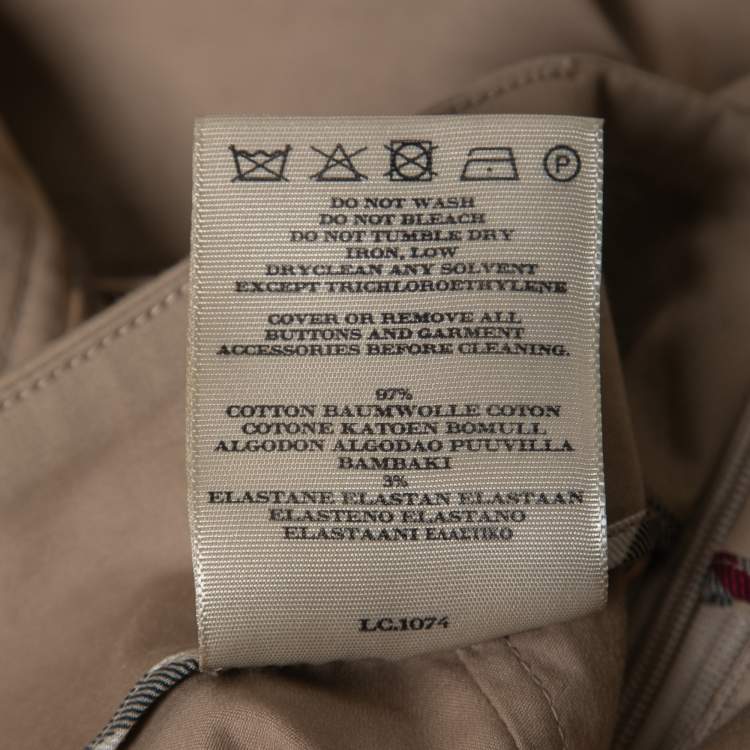 P
DO NOT WASH
DO NOT BLEACH
DO NOT TUMBLE DRY
IRON, LOW
DRYCLEAN ANY SOLVENT
EXCEPT TRICHLOROETHYLENE
COVER OR REMOVE ALL
BUTTONS AND GARMENT
ACCESSORIES BEFORE CLEANING.
97%
COTTON BAUMWOLLE COTON
COTONE KATOEN BOMULL
ALGODON ALGODAO PUUVILLA
BAMBAKI
3%
ELASTANE ELASTAN ELASTAAN
ELASTENO ELASTANO
ELASTAANI ΕΛΑΣΤΙΚΟ
LC.1074